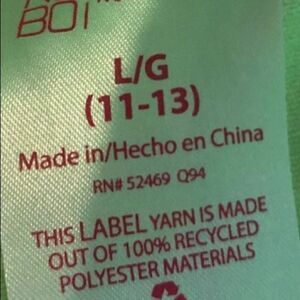 BOY™
L/G
(11-13)
Made in/Hecho en China
RN# 52469 Q94
THIS LABEL YARN IS MADE
OUT OF 100% RECYCLED
POLYESTER MATERIALS